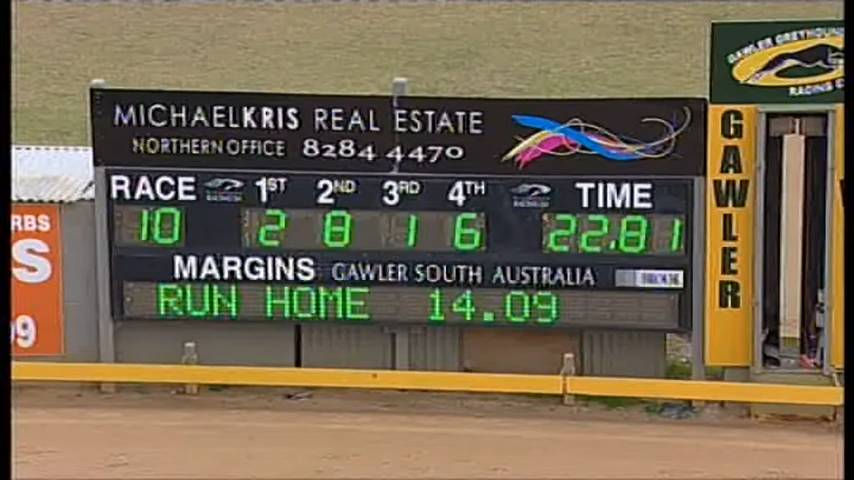 GAWLER GREYHOUND
RACING
MICHAELKRIS REAL ESTATE
NORTHERN OFFICE 8284 4470
RACE 1ST 2ND 3RD 4TH TIME
10 2 8 1 6 22.81
MARGINS GAWLER SOUTH AUSTRALIA
RUN HOME 14.09
GAWLER
RBS
S
9